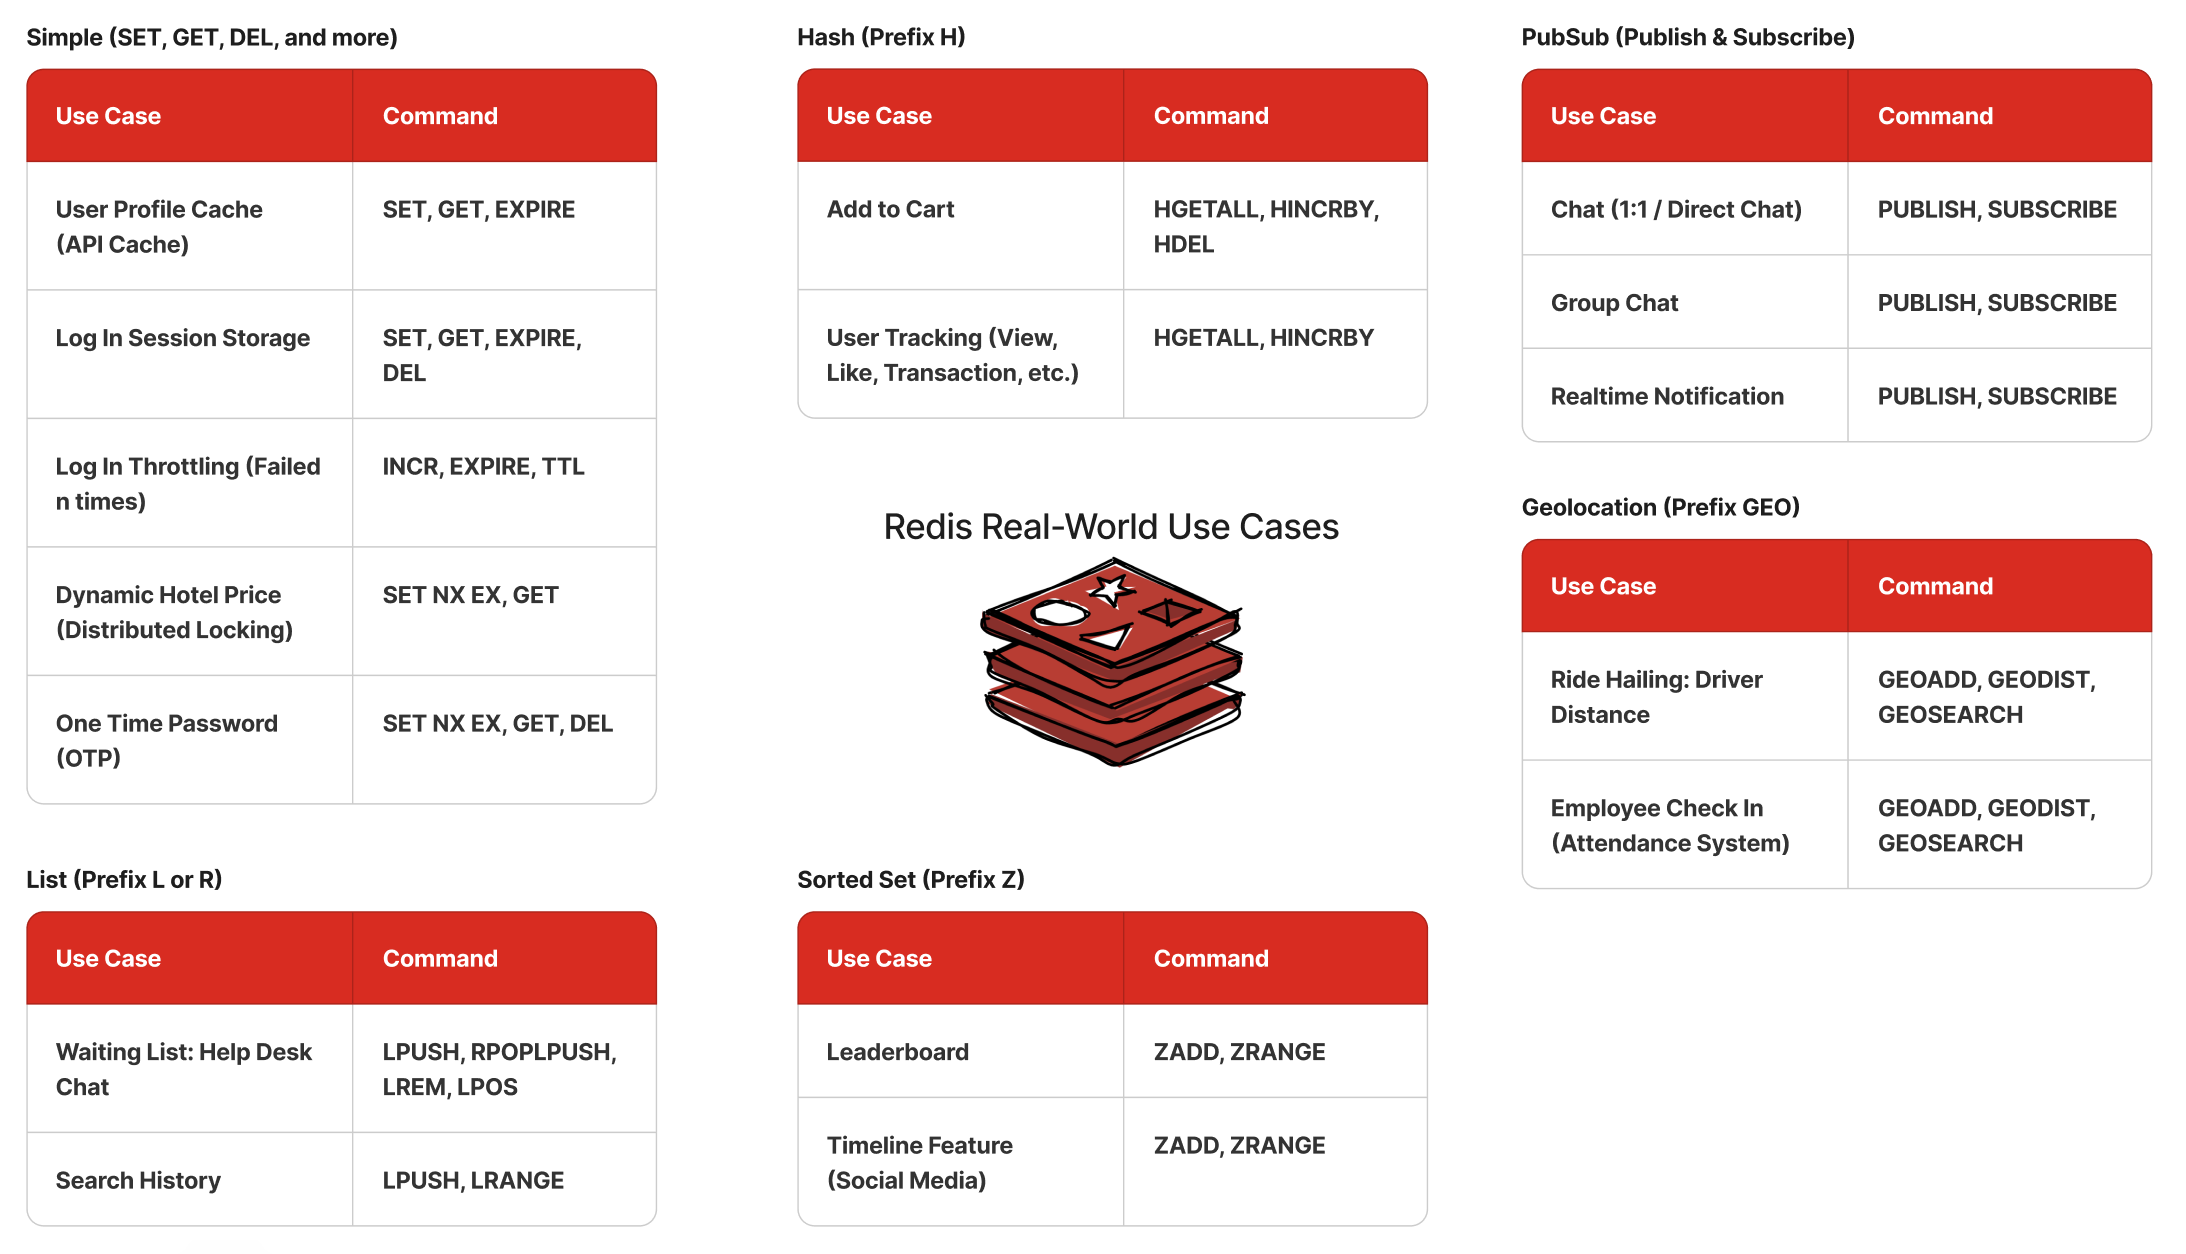 Simple (SET, GET, DEL, and more)
Use Case
Command
User Profile Cache
(API Cache)
SET, GET, EXPIRE
Log In Session Storage
SET, GET, EXPIRE,
DEL
Log In Throttling (Failed
n times)
INCR, EXPIRE, TTL
Dynamic Hotel Price
(Distributed Locking)
SET NX EX, GET
One Time Password
(OTP)
SET NX EX, GET, DEL
Hash (Prefix H)
Use Case
Command
Add to Cart
HGETALL, HINCRBY,
HDEL
User Tracking (View,
Like, Transaction, etc.)
HGETALL, HINCRBY
PubSub (Publish & Subscribe)
Use Case
Command
Chat (1:1 / Direct Chat)
PUBLISH, SUBSCRIBE
Group Chat
PUBLISH, SUBSCRIBE
Realtime Notification
PUBLISH, SUBSCRIBE
Redis Real-World Use Cases
Geolocation (Prefix GEO)
Use Case
Command
Ride Hailing: Driver
Distance
GEOADD, GEODIST,
GEOSEARCH
Employee Check In
(Attendance System)
GEOADD, GEODIST,
GEOSEARCH
List (Prefix L or R)
Use Case
Command
Waiting List: Help Desk
Chat
LPUSH, RPOPLPUSH,
LREM, LPOS
Search History
LPUSH, LRANGE
Sorted Set (Prefix Z)
Use Case
Command
Leaderboard
ZADD, ZRANGE
Timeline Feature
(Social Media)
ZADD, ZRANGE